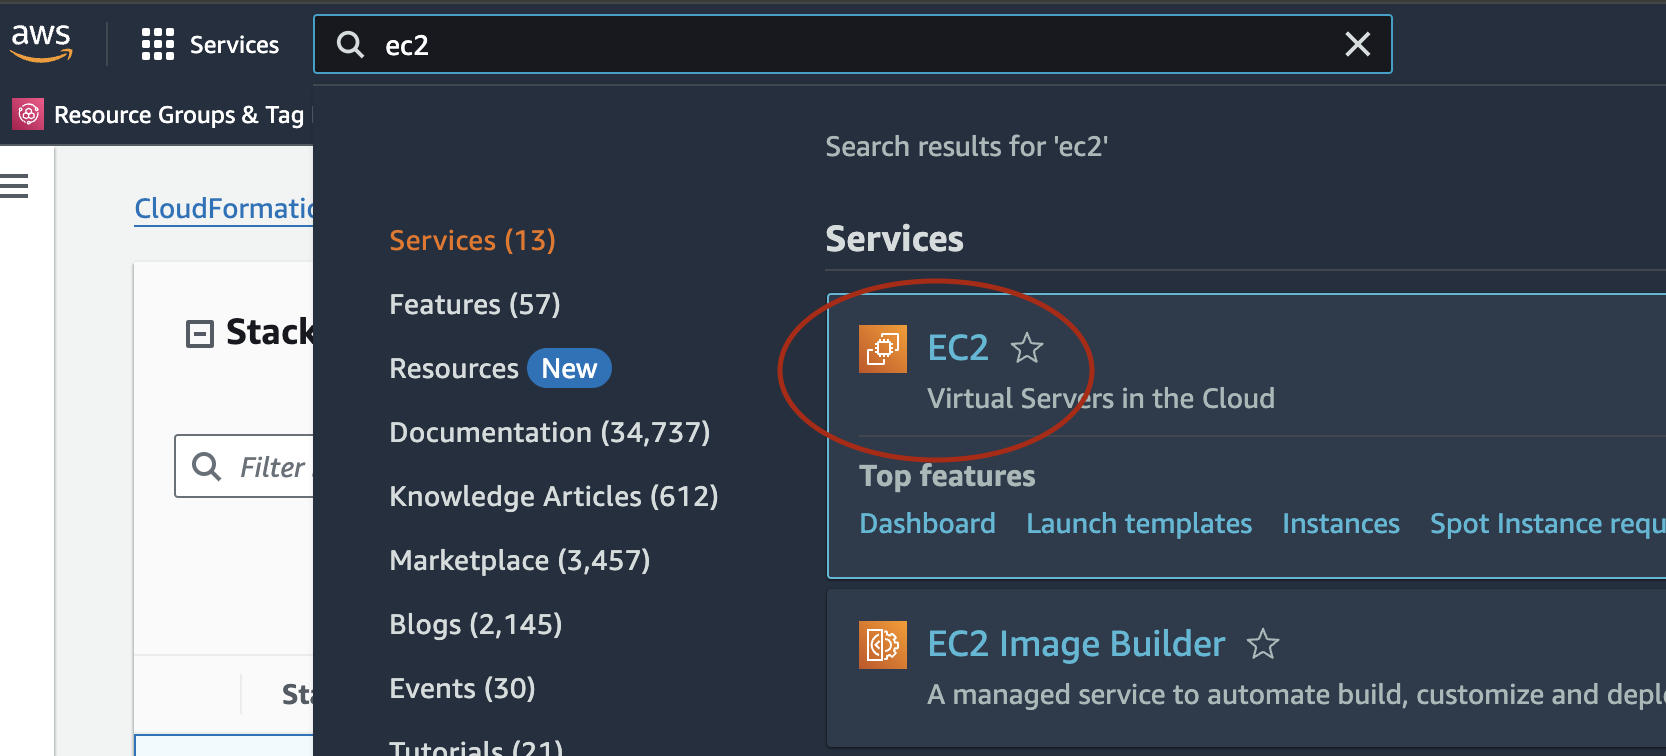 aws
Services
ec2
Resource Groups & Tag
Search results for 'ec2'
CloudFormatio
Services (13)
Services
Features (57)
Stack
EC2
Resources New
Virtual Servers in the Cloud
Documentation (34,737)
Filter
Top features
Knowledge Articles (612)
Dashboard Launch templates Instances Spot Instance requ
Marketplace (3,457)
Blogs (2,145)
EC2 Image Builder
Events (30)
Sta
A managed service to automate build, customize and deplo
Tutorials (21)